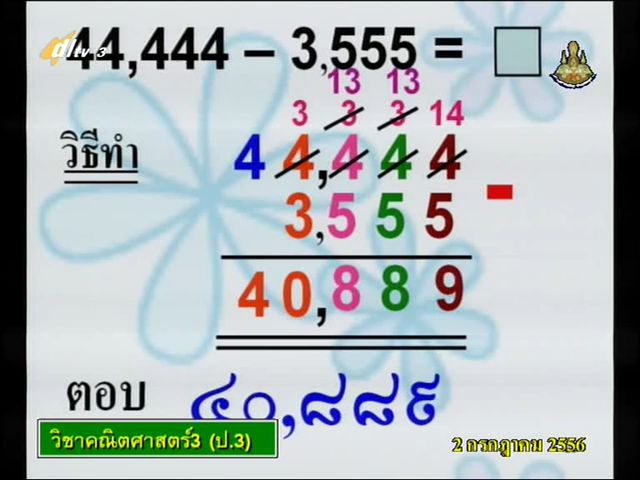 dltv 3
44,444 – 3,555 = □
13 13
3 3 3 14
วิธีทำ 4 4,4 4 4
-
3,5 5 5
4 0,8 8 9
ตอบ ๔๐,๘๘๙
วิชาคณิตศาสตร์3 (ป.3)
2 กรกฎาคม 2556